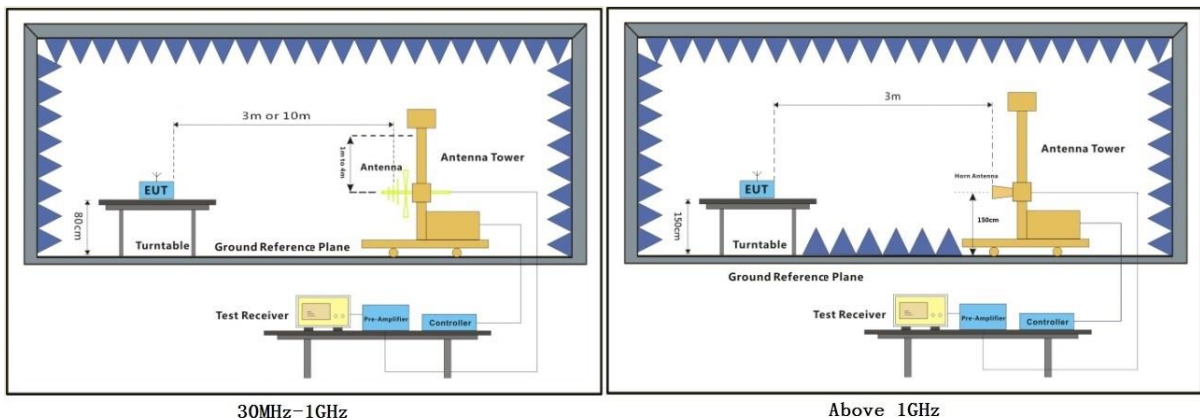 3m or 10m
1m to 4m
Antenna
Antenna Tower
EUT
80cm
Turntable
Ground Reference Plane
Test Receiver
Pre-Amplifier
Controller
30MHz-1GHz
3m
Antenna Tower
Horn Antenna
EUT
150cm
150cm
Turntable
Ground Reference Plane
Test Receiver
Pre-Amplifier
Controller
Above 1GHz